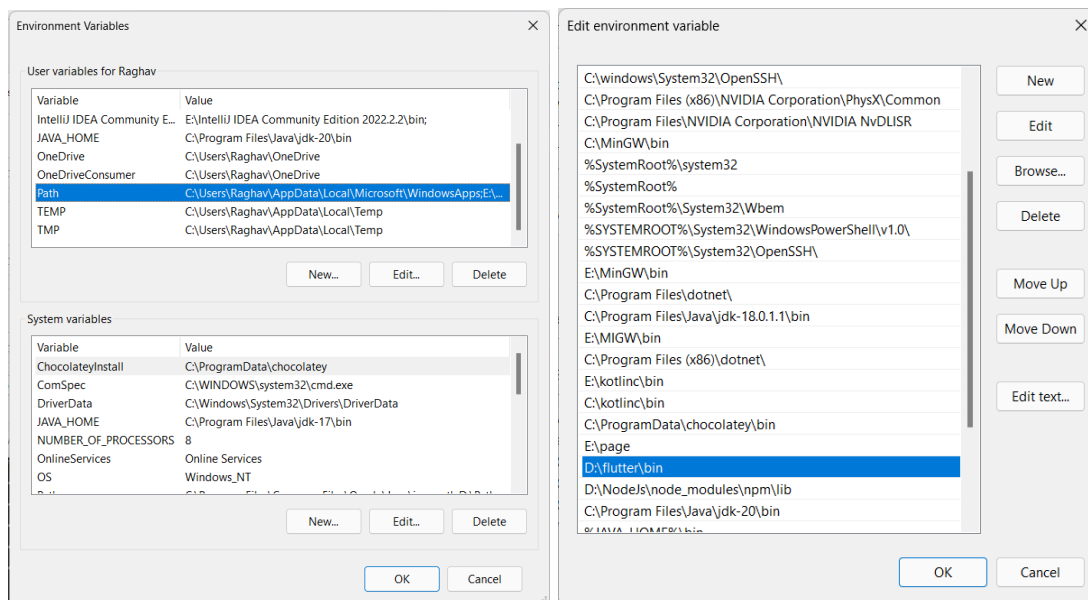 Environment Variables
User variables for Raghav
Variable Value
IntelliJ IDEA Community E... E:\IntelliJ IDEA Community Edition 2022.2.2\bin;
JAVA_HOME C:\Program Files\Java\jdk-20\bin
OneDrive C:\Users\Raghav\OneDrive
OneDriveConsumer C:\Users\Raghav\OneDrive
Path C:\Users\Raghav\AppData\Local\Microsoft\WindowsApps;E:\...
TEMP C:\Users\Raghav\AppData\Local\Temp
TMP C:\Users\Raghav\AppData\Local\Temp
New... Edit... Delete
System variables
Variable Value
ChocolateyInstall C:\ProgramData\chocolatey
ComSpec C:\WINDOWS\system32\cmd.exe
DriverData C:\Windows\System32\Drivers\DriverData
JAVA_HOME C:\Program Files\Java\jdk-17\bin
NUMBER_OF_PROCESSORS 8
OnlineServices Online Services
OS Windows_NT
New... Edit... Delete
OK Cancel
Edit environment variable
C:\windows\System32\OpenSSH\
C:\Program Files (x86)\NVIDIA Corporation\PhysX\Common
C:\Program Files\NVIDIA Corporation\NVIDIA NvDLISR
C:\MinGW\bin
%SystemRoot%\system32
%SystemRoot%
%SystemRoot%\System32\Wbem
%SYSTEMROOT%\System32\WindowsPowerShell\v1.0\
%SYSTEMROOT%\System32\OpenSSH\
E:\MinGW\bin
C:\Program Files\dotnet\
C:\Program Files\Java\jdk-18.0.1.1\bin
E:\MIGW\bin
C:\Program Files (x86)\dotnet\
E:\kotlinc\bin
C:\kotlinc\bin
C:\ProgramData\chocolatey\bin
E:\page
D:\flutter\bin
D:\NodeJs\node_modules\npm\lib
C:\Program Files\Java\jdk-20\bin
%JAVA_HOME%\bin
New
Edit
Browse...
Delete
Move Up
Move Down
Edit text...
OK Cancel